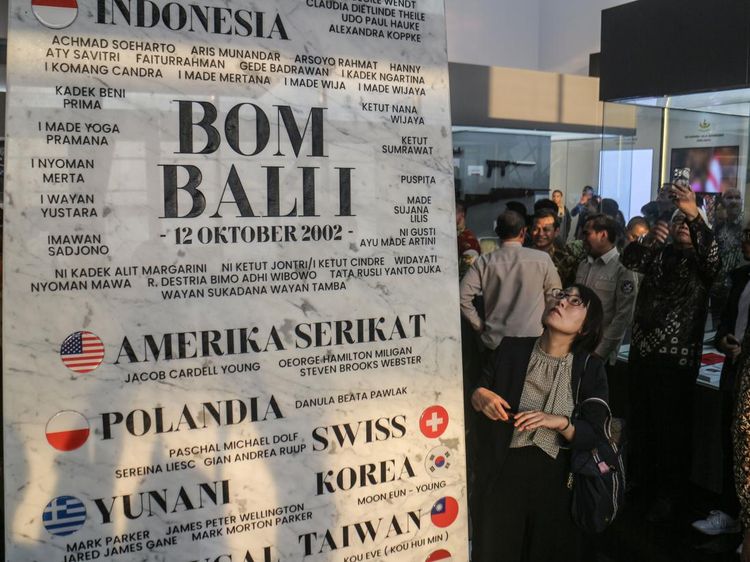 CLAUDIA DIETLINDE THEILE
INDONESIA
UDO PAUL HAUKE
ALEXANDRA KOPPKE
ACHMAD SOEHARTO ARIS MUNANDAR ARSOYO RAHMAT HANNY
ATY SAVITRI FAITURRAHMAN GEDE BADRAWAN I KADEK NGARTINA
I KOMANG CANDRA I MADE MERTANA I MADE WIJA I MADE WIJAYA
KADEK BENI
PRIMA
I MADE YOGA
PRAMANA
I NYOMAN
MERTA
I WAYAN
YUSTARA
IMAWAN
SADJONO
BOM
BALI I
- 12 OKTOBER 2002 -
KETUT NANA
WIJAYA
KETUT
SUMRAWAT
PUSPITA
MADE
SUJANA
LILIS
NI GUSTI
AYU MADE ARTINI
NI KADEK ALIT MARGARINI NI KETUT JONTRI/I KETUT CINDRE WIDAYATI
NYOMAN MAWA R. DESTRIA BIMO ADHI WIBOWO TATA RUSLI YANTO DUKA
WAYAN SUKADANA WAYAN TAMBA
AMERIKA SERIKAT
JACOB CARDELL YOUNG
OEORGE HAMILTON MILIGAN
STEVEN BROOKS WEBSTER
POLANDIA
DANULA BEATA PAWLAK
SWISS
PASCHAL MICHAEL DOLF
SEREINA LIESC GIAN ANDREA RUUP
KOREA
MOON EUN - YOUNG
YUNANI
MARK PARKER JAMES PETER WELLINGTON
JARED JAMES GANE MARK MORTON PARKER
TAIWAN
KOU EVE ( KOU HUI MIN )